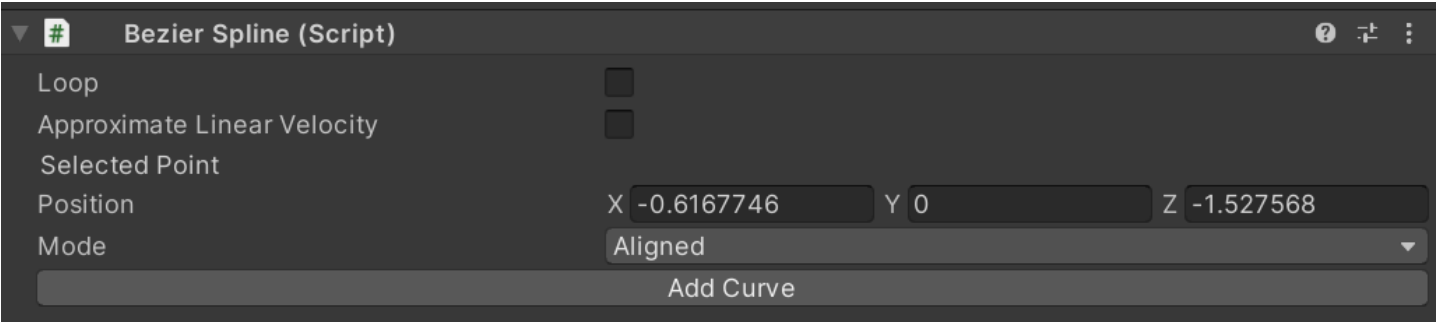 # Bezier Spline (Script)
Loop
Approximate Linear Velocity
Selected Point
Position X -0.6167746 Y 0 Z -1.527568
Mode Aligned
Add Curve